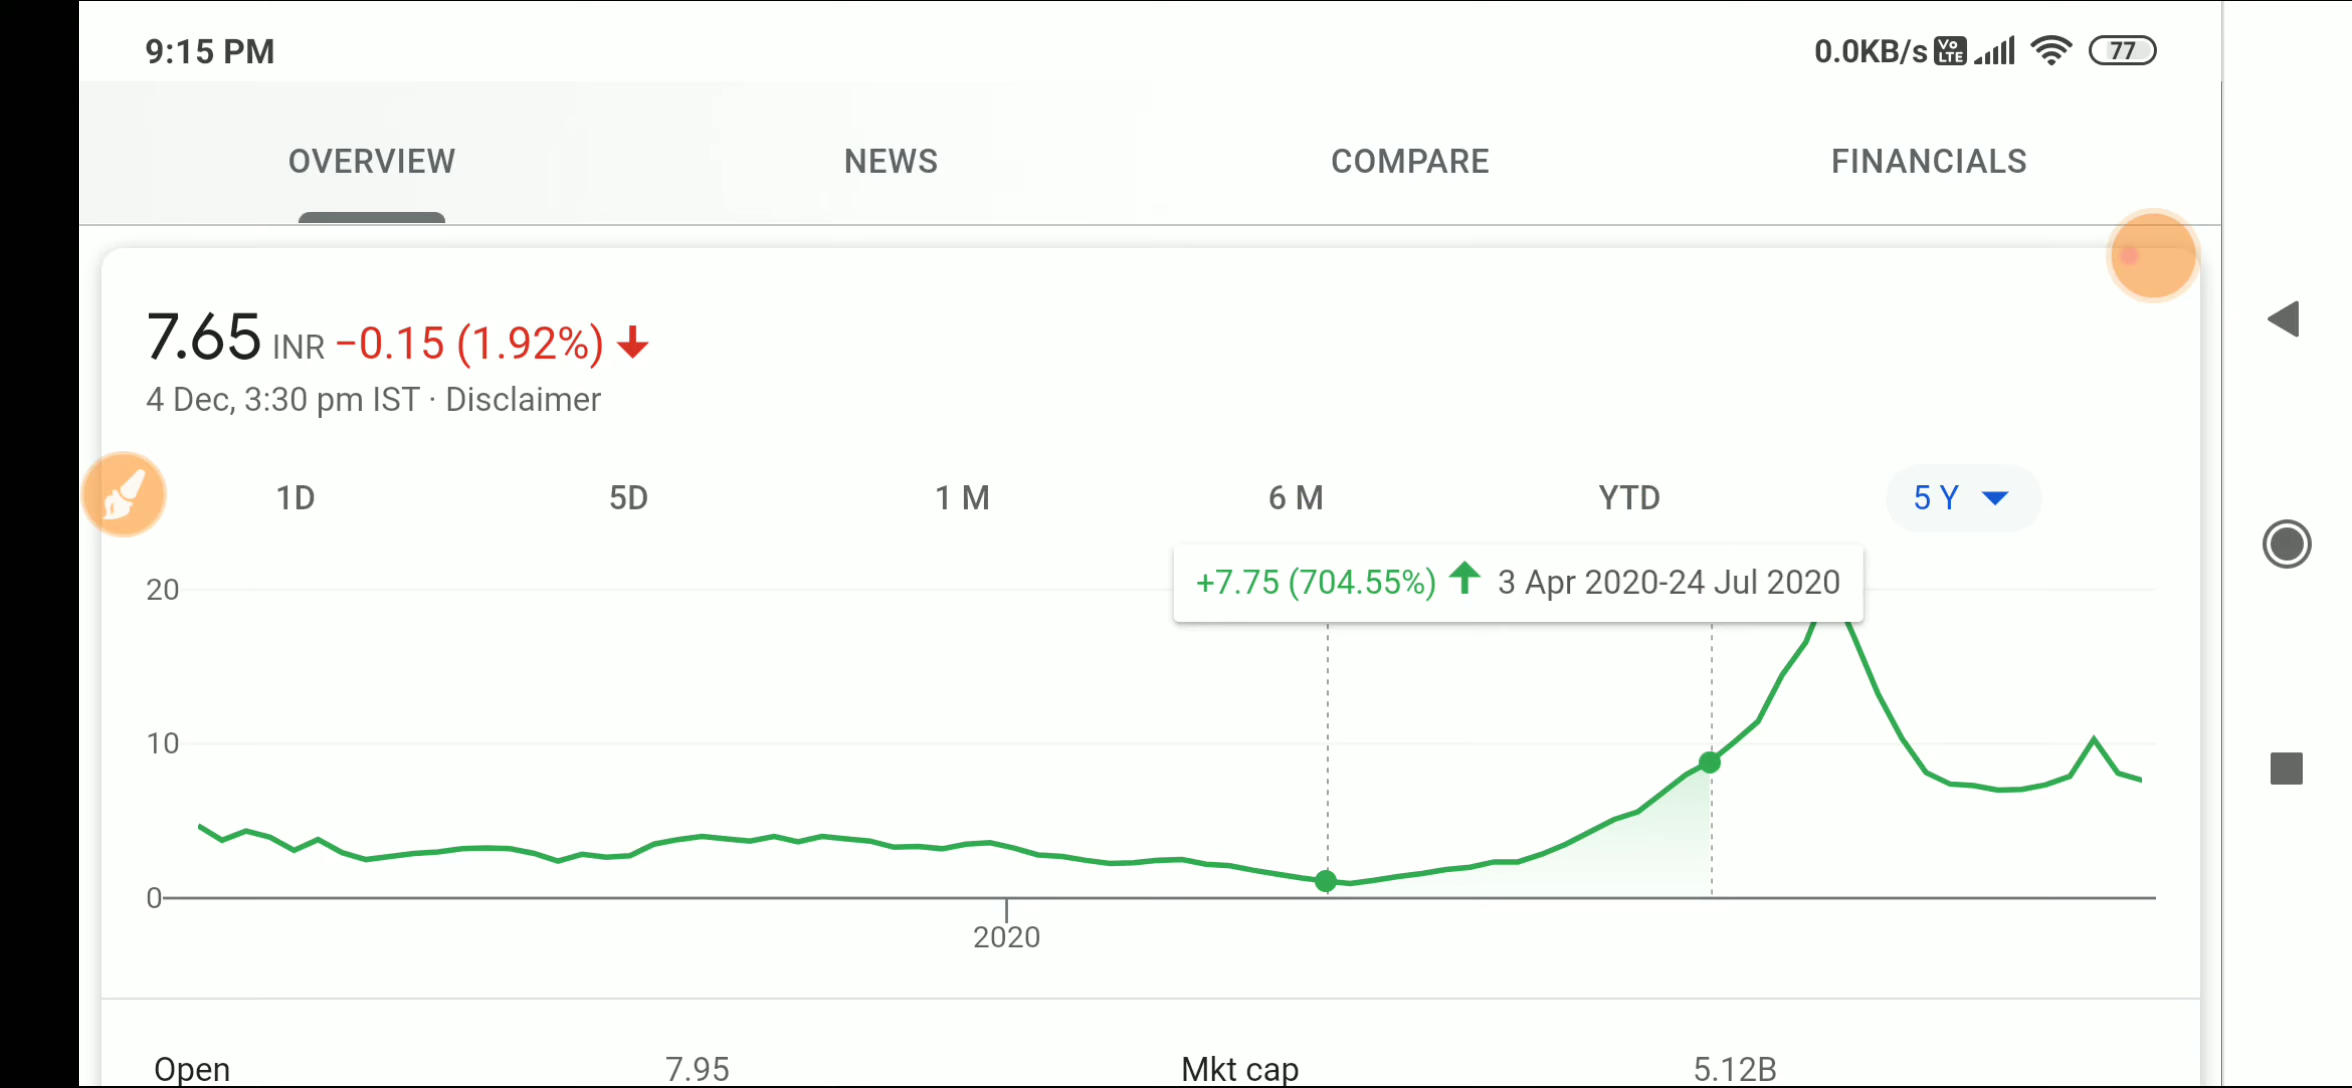 9:15 PM
0.0KB/s Vo LTE 77
OVERVIEW NEWS COMPARE FINANCIALS
7.65 INR −0.15 (1.92%)
4 Dec, 3:30 pm IST · Disclaimer
1D 5D 1 M 6 M YTD 5 Y
+7.75 (704.55%) 3 Apr 2020-24 Jul 2020
20
10
0
2020
Open 7.95 Mkt cap 5.12B